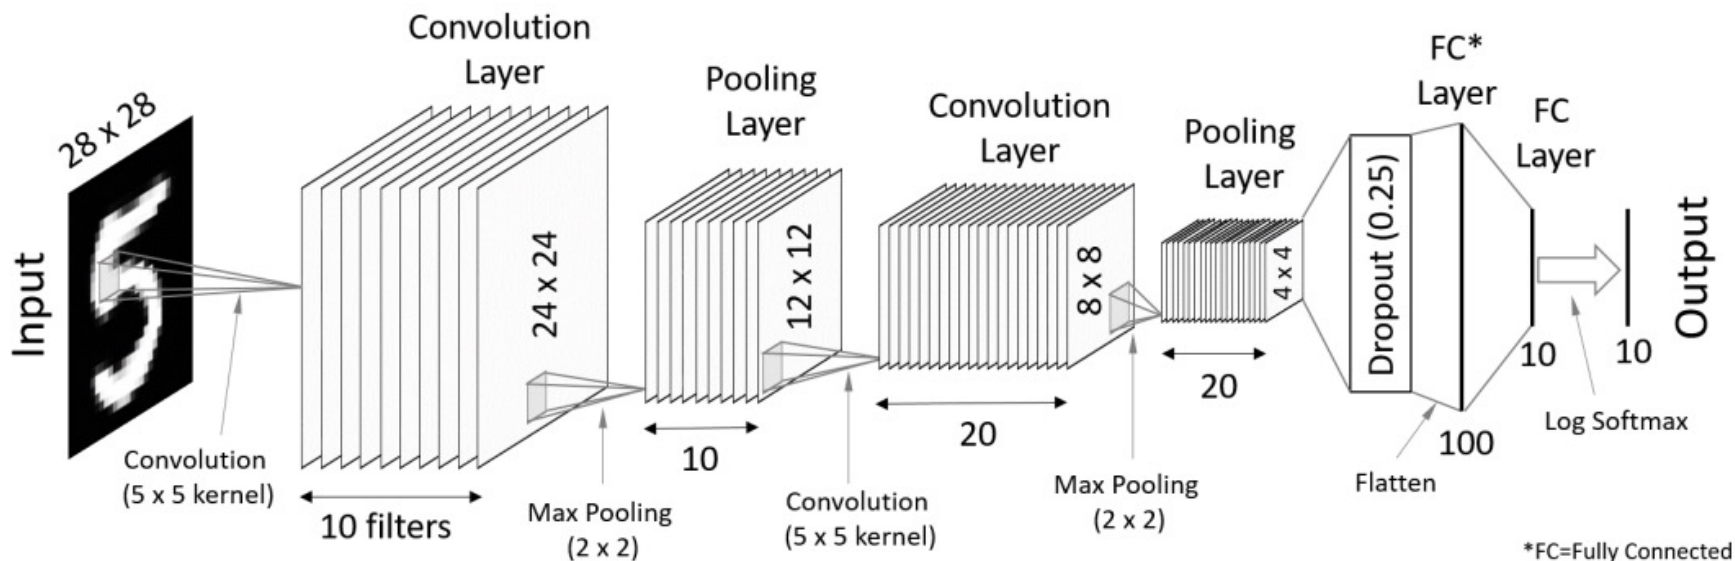 Input
28 x 28
Convolution
(5 x 5 kernel)
Convolution
Layer
24 x 24
10 filters
Max Pooling
(2 x 2)
Pooling
Layer
12 x 12
10
Convolution
(5 x 5 kernel)
Convolution
Layer
8 x 8
20
Max Pooling
(2 x 2)
Pooling
Layer
4 x 4
20
Dropout (0.25)
Flatten
FC*
Layer
100
FC
Layer
10
Log Softmax
10
Output
*FC=Fully Connected